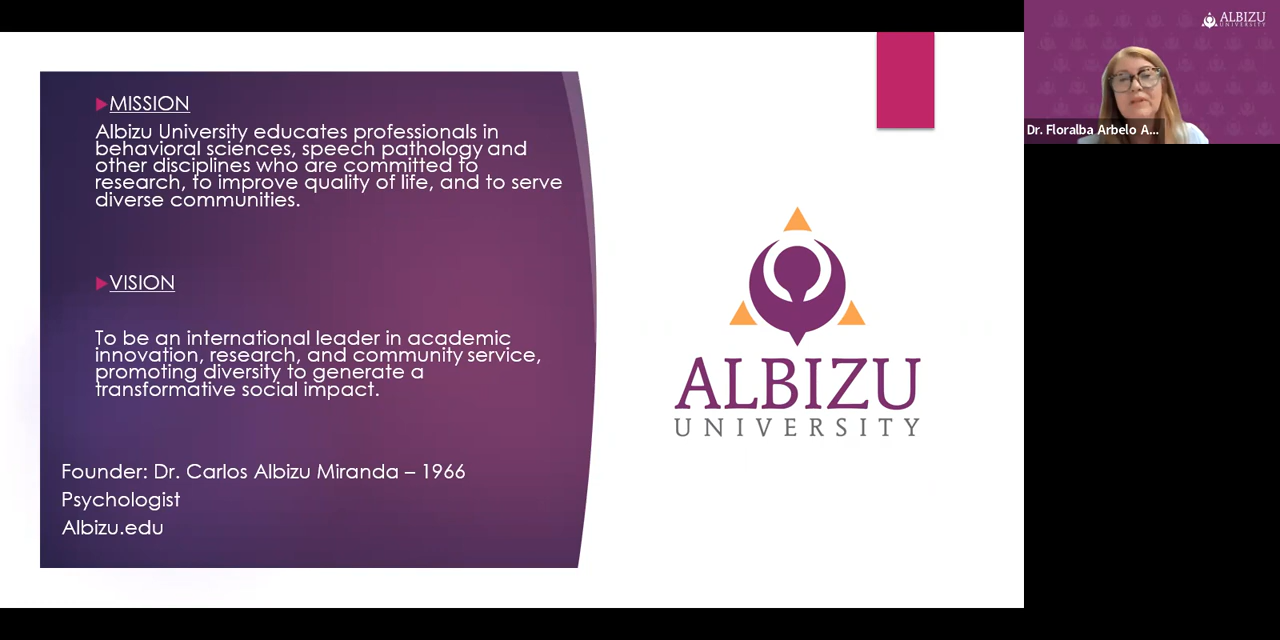 MISSION
Albizu University educates professionals in
behavioral sciences, speech pathology and
other disciplines who are committed to
research, to improve quality of life, and to serve
diverse communities.
VISION
To be an international leader in academic
innovation, research, and community service,
promoting diversity to generate a
transformative social impact.
Founder: Dr. Carlos Albizu Miranda – 1966
Psychologist
Albizu.edu
ALBIZU
UNIVERSITY
ALBIZU
UNIVERSITY
Dr. Floralba Arbelo A...